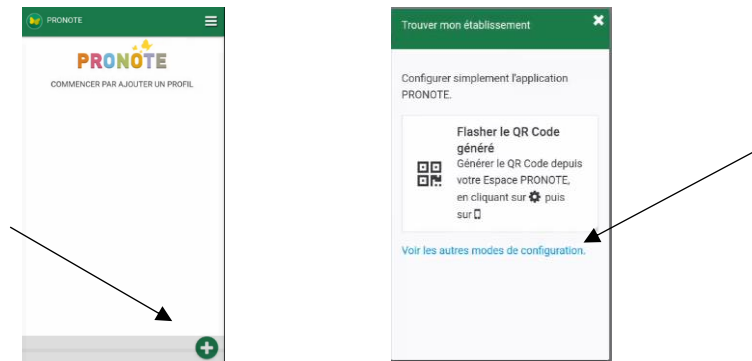 PRONOTE
PRONOTE
COMMENCER PAR AJOUTER UN PROFIL
Trouver mon établissement
Configurer simplement l'application
PRONOTE.
Flasher le QR Code
généré
Générer le QR Code depuis
votre Espace PRONOTE,
en cliquant sur puis
sur
Voir les autres modes de configuration.